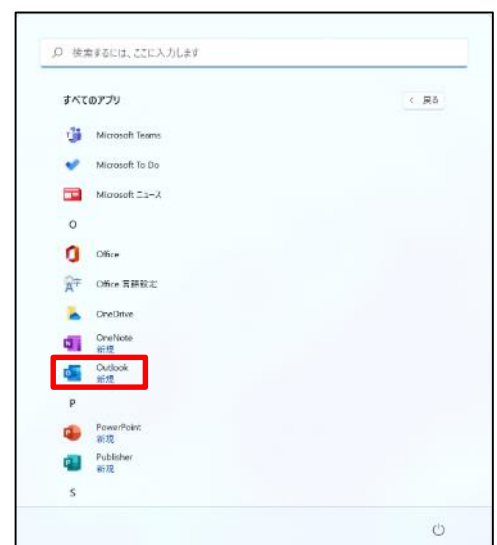 検索するには、ここに入力します
すべてのアプリ
< 戻る
Microsoft Teams
Microsoft To Do
Microsoft ニュース
O
Office
Office 言語設定
OneDrive
OneNote
新規
Outlook
新規
P
PowerPoint
新規
Publisher
新規
S